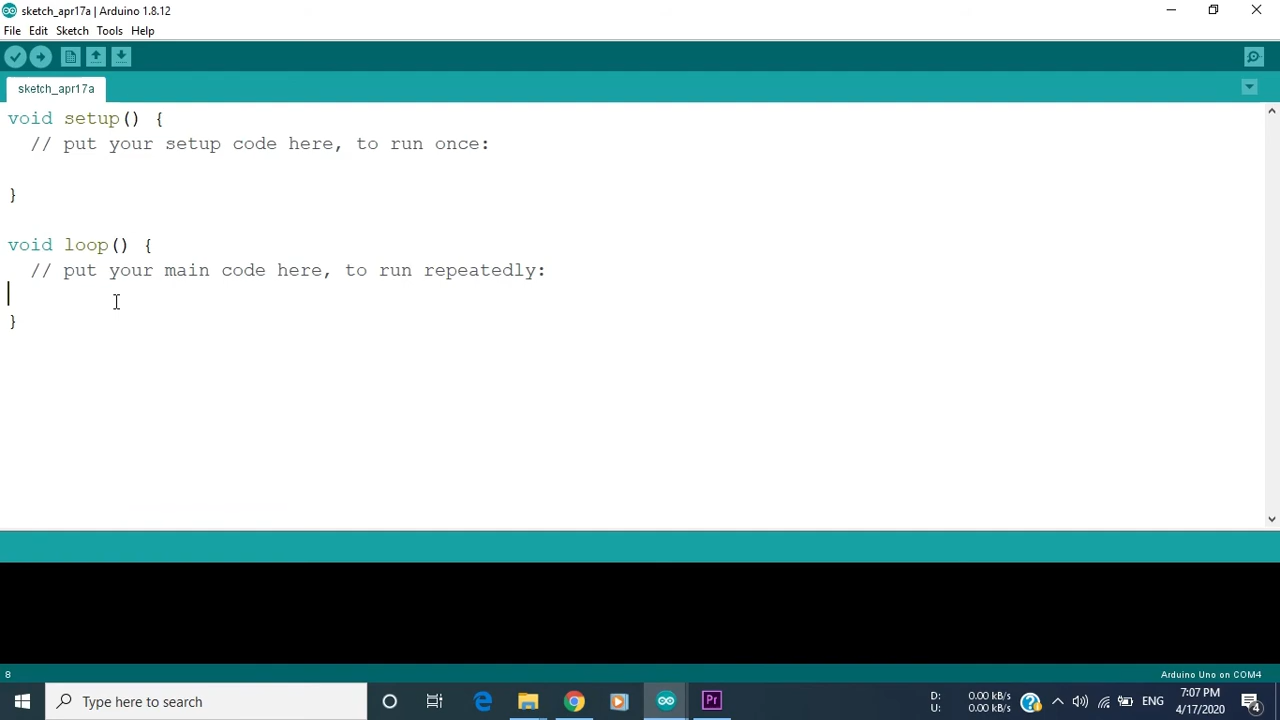 sketch_apr17a | Arduino 1.8.12
File Edit Sketch Tools Help
sketch_apr17a
void setup() {
  // put your setup code here, to run once:
}
void loop() {
  // put your main code here, to run repeatedly:
}
8
Arduino Uno on COM4
Type here to search
Pr
D: 0.00 kB/s
U: 0.00 kB/s
ENG
7:07 PM
4/17/2020
4